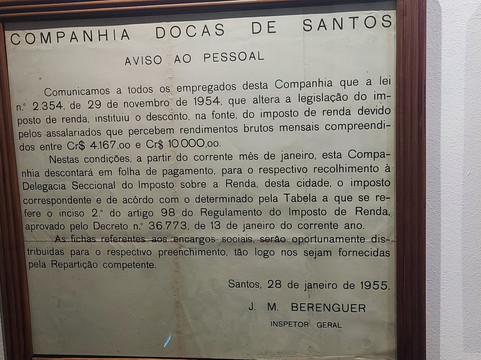 COMPANHIA DOCAS DE SANTOS
AVISO AO PESSOAL
Comunicamos a todos os empregados desta Companhia que a lei
n.º 2.354, de 29 de novembro de 1954, que altera a legislação do im-
posto de renda, instituiu o desconto, na fonte, do imposto de renda devido
pelos assalariados que percebem rendimentos brutos mensais compreendi-
dos entre Cr$ 4.167,00 e Cr$ 10.000,00.
Nestas condições, a partir do corrente mês de janeiro, esta Compa-
nhia descontará em folha de pagamento, para o respectivo recolhimento à
Delegacia Seccional do Imposto sobre a Renda, desta cidade, o imposto
correspondente e de acôrdo com o determinado pela Tabela a que se re-
fere o inciso 2.º do artigo 98 do Regulamento do Imposto de Renda,
aprovado pelo Decreto n.º 36.773, de 13 de janeiro do corrente ano.
As fichas referentes aos encargos sociais, serão oportunamente dis-
tribuidas para o respectivo preenchimento, tão logo nos sejam fornecidas
pela Repartição competente.
Santos, 28 de janeiro de 1955.
J. M. BERENGUER
INSPETOR GERAL